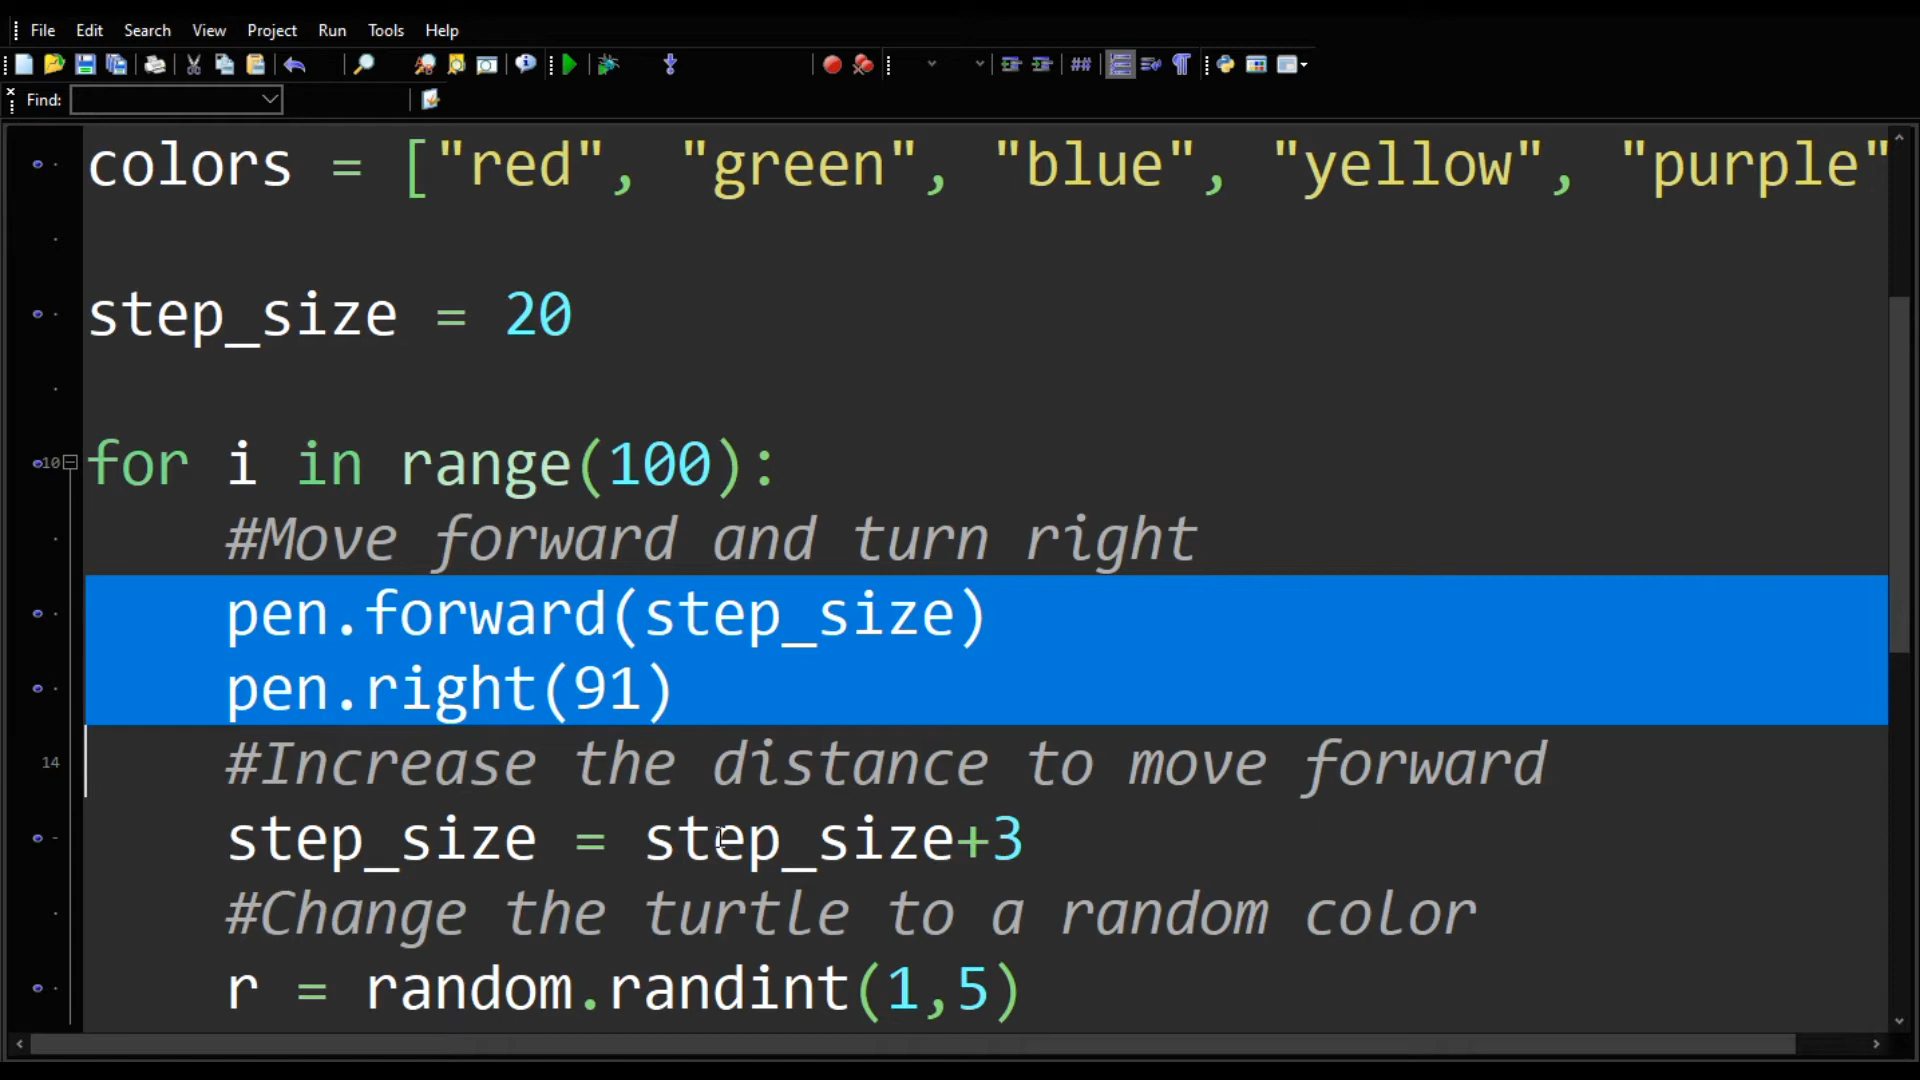 File Edit Search View Project Run Tools Help
Find:
colors = ["red", "green", "blue", "yellow", "purple"
step_size = 20
10 for i in range(100):
#Move forward and turn right
pen.forward(step_size)
pen.right(91)
14 #Increase the distance to move forward
step_size = step_size+3
#Change the turtle to a random color
r = random.randint(1,5)